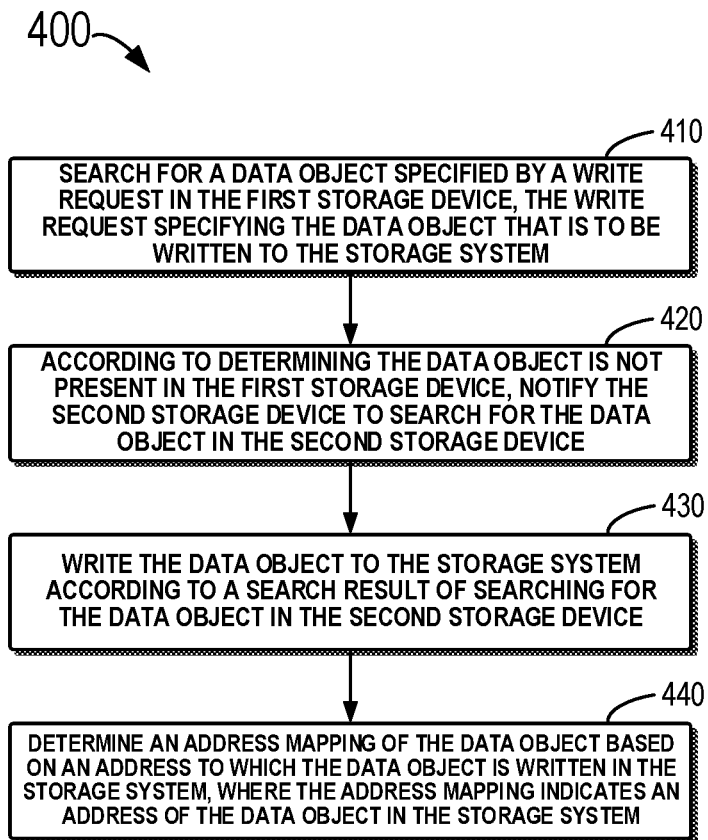 400
410
SEARCH FOR A DATA OBJECT SPECIFIED BY A WRITE
REQUEST IN THE FIRST STORAGE DEVICE, THE WRITE
REQUEST SPECIFYING THE DATA OBJECT THAT IS TO BE
WRITTEN TO THE STORAGE SYSTEM
420
ACCORDING TO DETERMINING THE DATA OBJECT IS NOT
PRESENT IN THE FIRST STORAGE DEVICE, NOTIFY THE
SECOND STORAGE DEVICE TO SEARCH FOR THE DATA
OBJECT IN THE SECOND STORAGE DEVICE
430
WRITE THE DATA OBJECT TO THE STORAGE SYSTEM
ACCORDING TO A SEARCH RESULT OF SEARCHING FOR
THE DATA OBJECT IN THE SECOND STORAGE DEVICE
440
DETERMINE AN ADDRESS MAPPING OF THE DATA OBJECT BASED
ON AN ADDRESS TO WHICH THE DATA OBJECT IS WRITTEN IN THE
STORAGE SYSTEM, WHERE THE ADDRESS MAPPING INDICATES AN
ADDRESS OF THE DATA OBJECT IN THE STORAGE SYSTEM